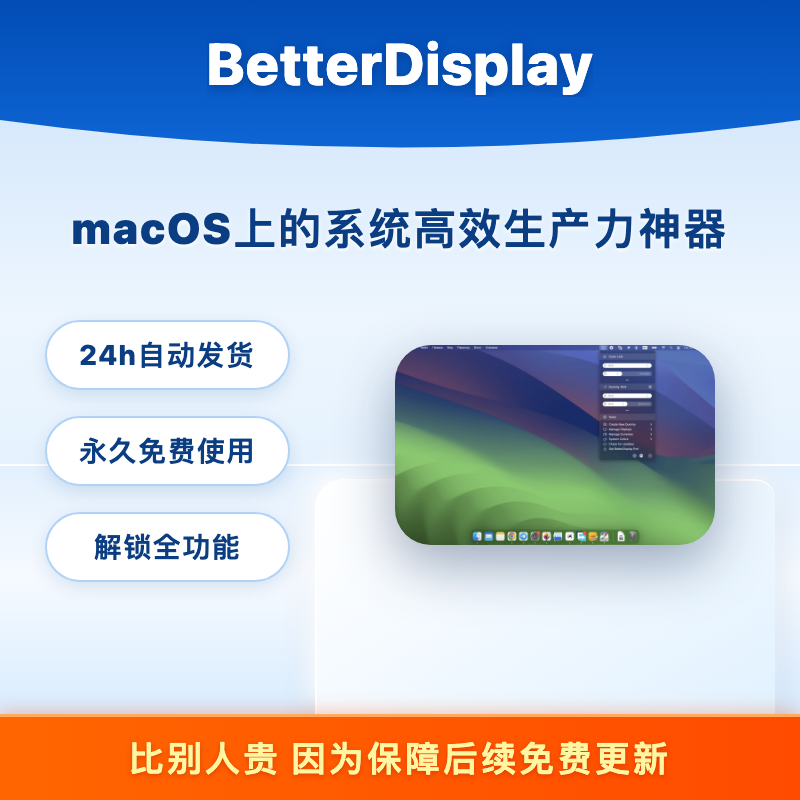 BetterDisplay
macOS上的系统高效生产力神器
24h自动发货
永久免费使用
解锁全功能
比别人贵 因为保障后续免费更新